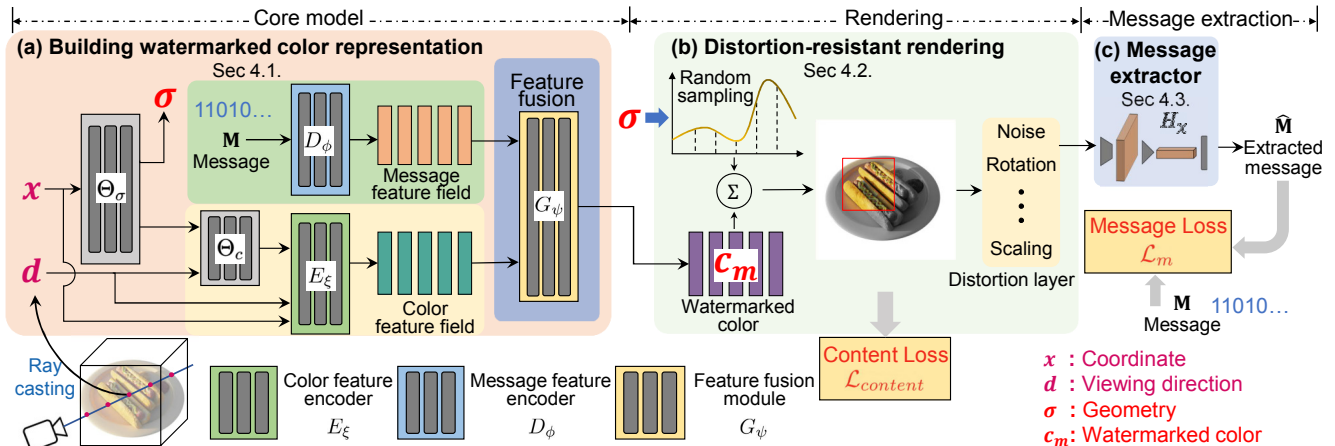 Core model
Rendering
Message extraction
(a) Building watermarked color representation
Sec 4.1.
σ
11010…
M
Message
D_ϕ
Message
feature field
Feature
fusion
x
Θ_σ
d
Θ_c
E_ξ
Color
feature field
G_ψ
(b) Distortion-resistant rendering
Sec 4.2.
Random
sampling
σ
Σ
c_m
Watermarked
color
Noise
Rotation
Scaling
Distortion layer
(c) Message
extractor
Sec 4.3.
H_χ
M̂
Extracted
message
Message Loss
ℒ_m
M
Message
11010…
Content Loss
ℒ_content
Ray
casting
Color feature
encoder
E_ξ
Message feature
encoder
D_ϕ
Feature fusion
module
G_ψ
x : Coordinate
d : Viewing direction
σ : Geometry
c_m : Watermarked color